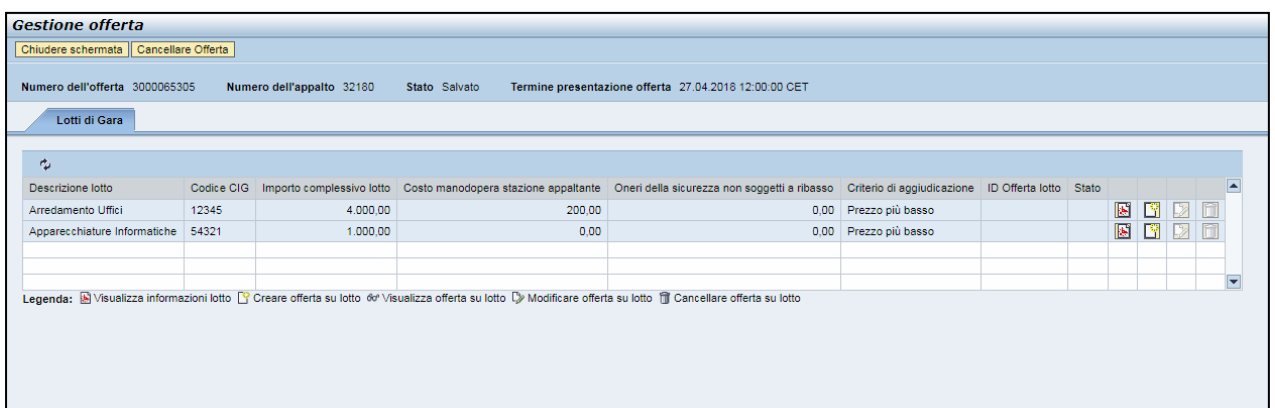 Gestione offerta
Chiudere schermata Cancellare Offerta
Numero dell'offerta 3000065305 Numero dell'appalto 32180 Stato Salvato Termine presentazione offerta 27.04.2018 12:00:00 CET
Lotti di Gara
Descrizione lotto Codice CIG Importo complessivo lotto Costo manodopera stazione appaltante Oneri della sicurezza non soggetti a ribasso Criterio di aggiudicazione ID Offerta lotto Stato
Arredamento Uffici 12345 4.000,00 200,00 0,00 Prezzo più basso
Apparecchiature Informatiche 54321 1.000,00 0,00 0,00 Prezzo più basso
Legenda: Visualizza informazioni lotto Creare offerta su lotto Visualizza offerta su lotto Modificare offerta su lotto Cancellare offerta su lotto